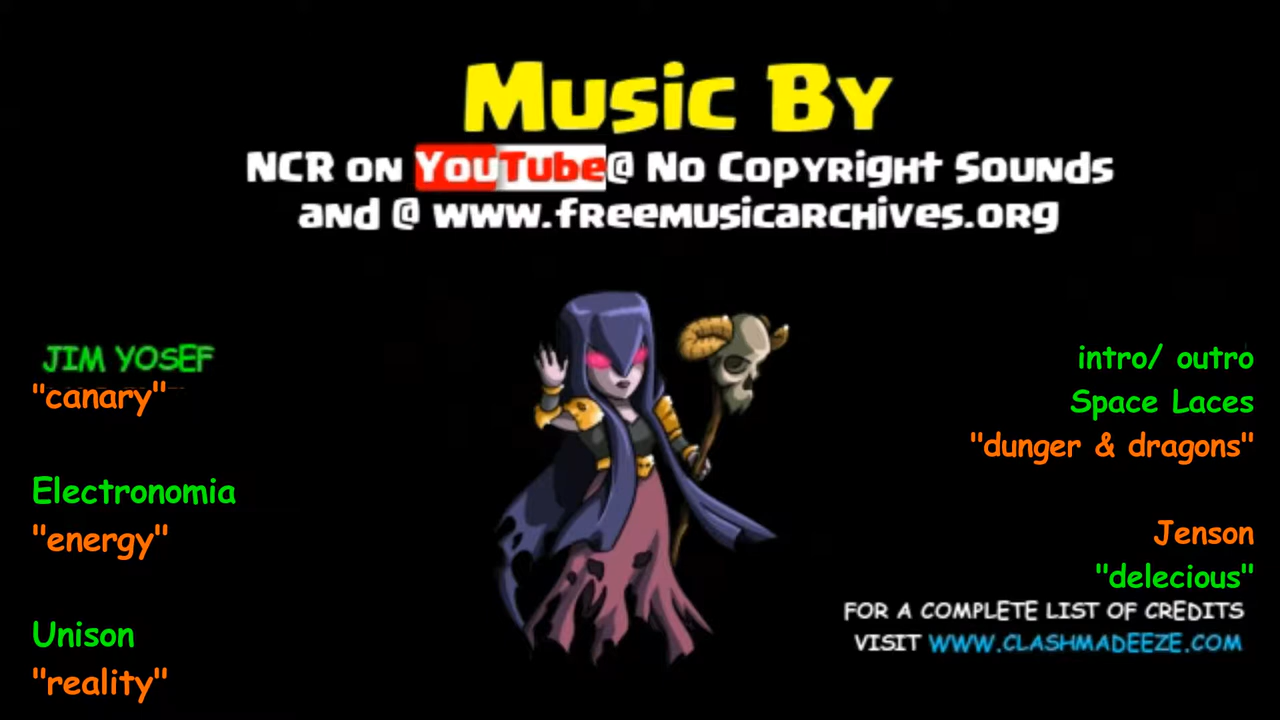 Music By
NCR on YouTube@ No Copyright Sounds
and @ www.freemusicarchives.org
JIM YOSEF
"canary"
Electronomia
"energy"
Unison
"reality"
intro/ outro
Space Laces
"dunger & dragons"
Jenson
"delecious"
FOR A COMPLETE LIST OF CREDITS
VISIT WWW.CLASHMADEEZE.COM